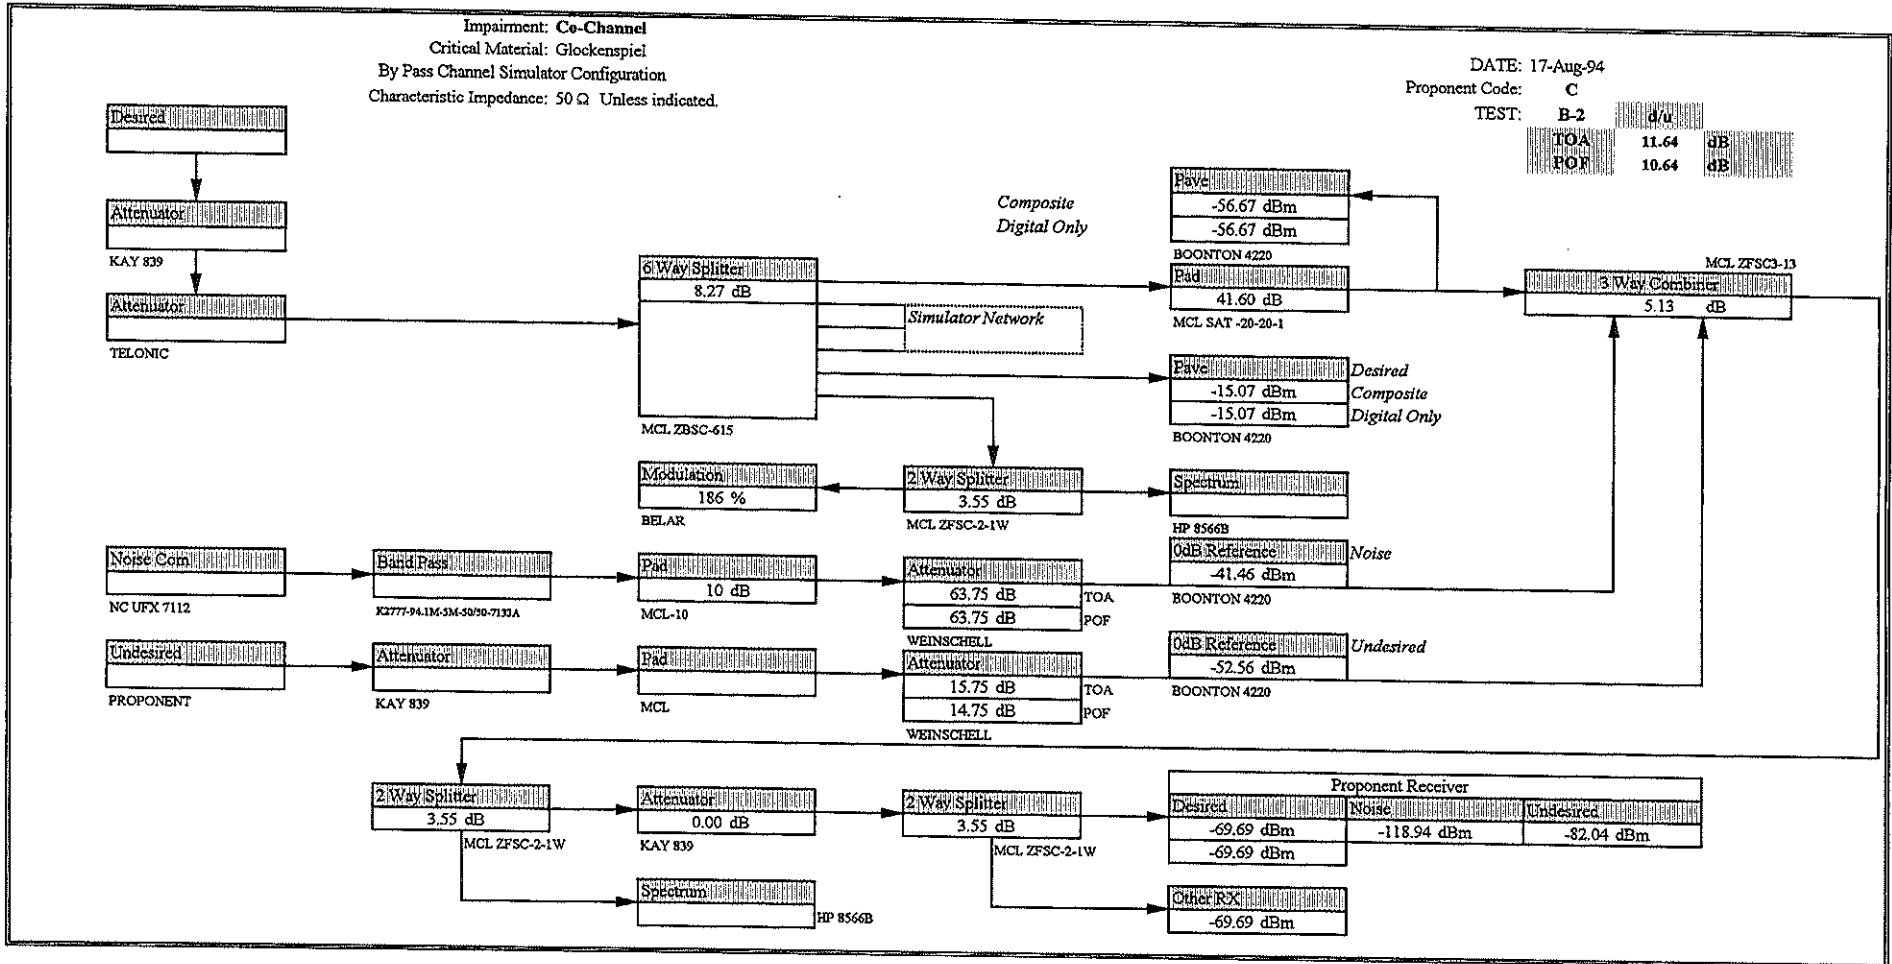 Impairment: Co-Channel
Critical Material: Glockenspiel
By Pass Channel Simulator Configuration
Characteristic Impedance: 50 Ω Unless indicated.
DATE: 17-Aug-94
Proponent Code: C
TEST: B-2 d/u
TOA 11.64 dB
POF 10.64 dB
Desired
Attenuator
KAY 839
Attenuator
TELONIC
6 Way Splitter
8.27 dB
MCL ZBSC-615
Simulator Network
Composite
Digital Only
Pave
-56.67 dBm
-56.67 dBm
BOONTON 4220
Pad
41.60 dB
MCL SAT -20-20-1
MCL ZFSC3-13
3 Way Combiner
5.13 dB
Pave
-15.07 dBm
-15.07 dBm
Desired
Composite
Digital Only
BOONTON 4220
Modulation
186 %
BELAR
2 Way Splitter
3.55 dB
MCL ZFSC-2-1W
Spectrum
HP 8566B
Noise Com
NC UFX 7112
Band Pass
K2777-94.1M-5M-50/50-7133A
Pad
10 dB
MCL-10
Attenuator
63.75 dB TOA
63.75 dB POF
WEINSCHELL
0dB Reference Noise
-41.46 dBm
BOONTON 4220
Undesired
PROPONENT
Attenuator
KAY 839
Pad
MCL
Attenuator
15.75 dB TOA
14.75 dB POF
WEINSCHELL
0dB Reference Undesired
-52.56 dBm
BOONTON 4220
2 Way Splitter
3.55 dB
MCL ZFSC-2-1W
Attenuator
0.00 dB
KAY 839
2 Way Splitter
3.55 dB
MCL ZFSC-2-1W
Proponent Receiver
Desired Noise Undesired
-69.69 dBm -118.94 dBm -82.04 dBm
-69.69 dBm
Spectrum
HP 8566B
Other RX
-69.69 dBm